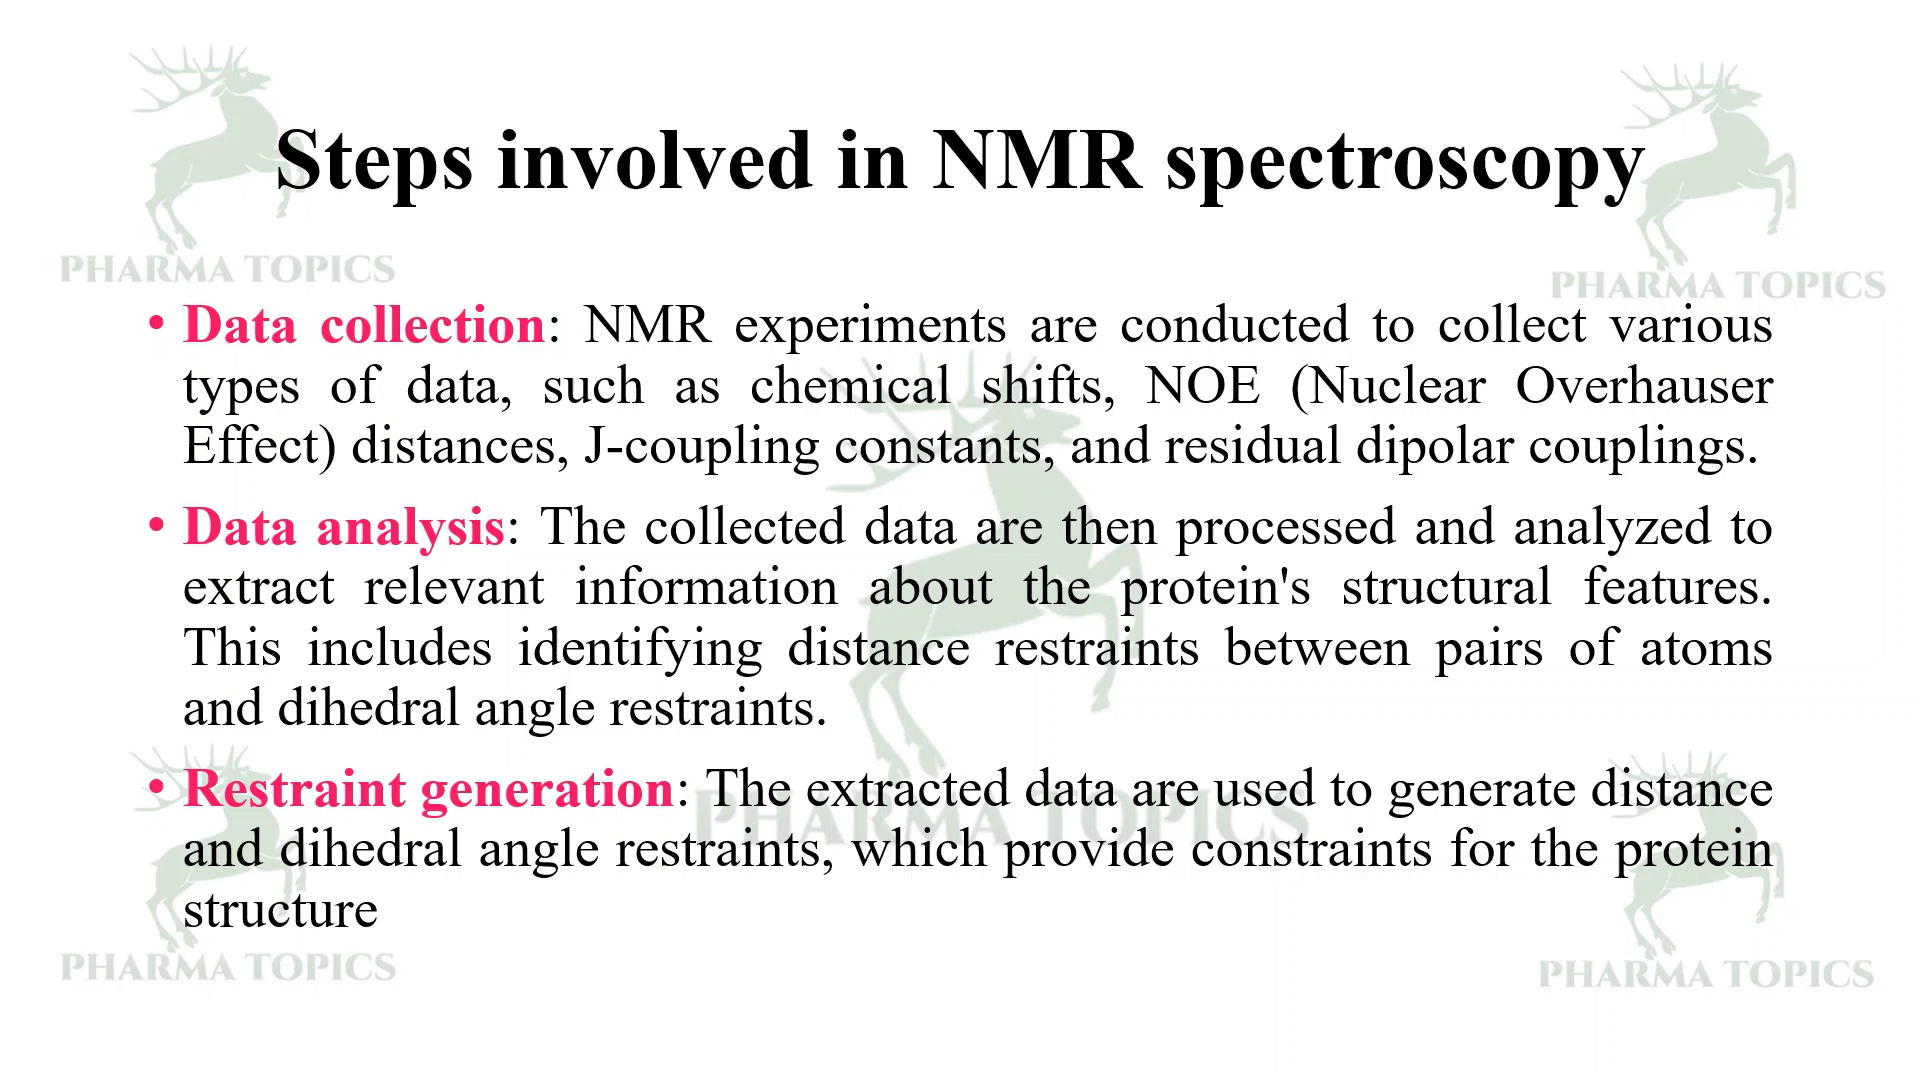 Steps involved in NMR spectroscopy
PHARMA TOPICS
PHARMA TOPICS
• Data collection: NMR experiments are conducted to collect various
types of data, such as chemical shifts, NOE (Nuclear Overhauser
Effect) distances, J-coupling constants, and residual dipolar couplings.
• Data analysis: The collected data are then processed and analyzed to
extract relevant information about the protein's structural features.
This includes identifying distance restraints between pairs of atoms
and dihedral angle restraints.
• Restraint generation: The extracted data are used to generate distance
PHARMA TOPICS
and dihedral angle restraints, which provide constraints for the protein
structure
PHARMA TOPICS
PHARMA TOPICS